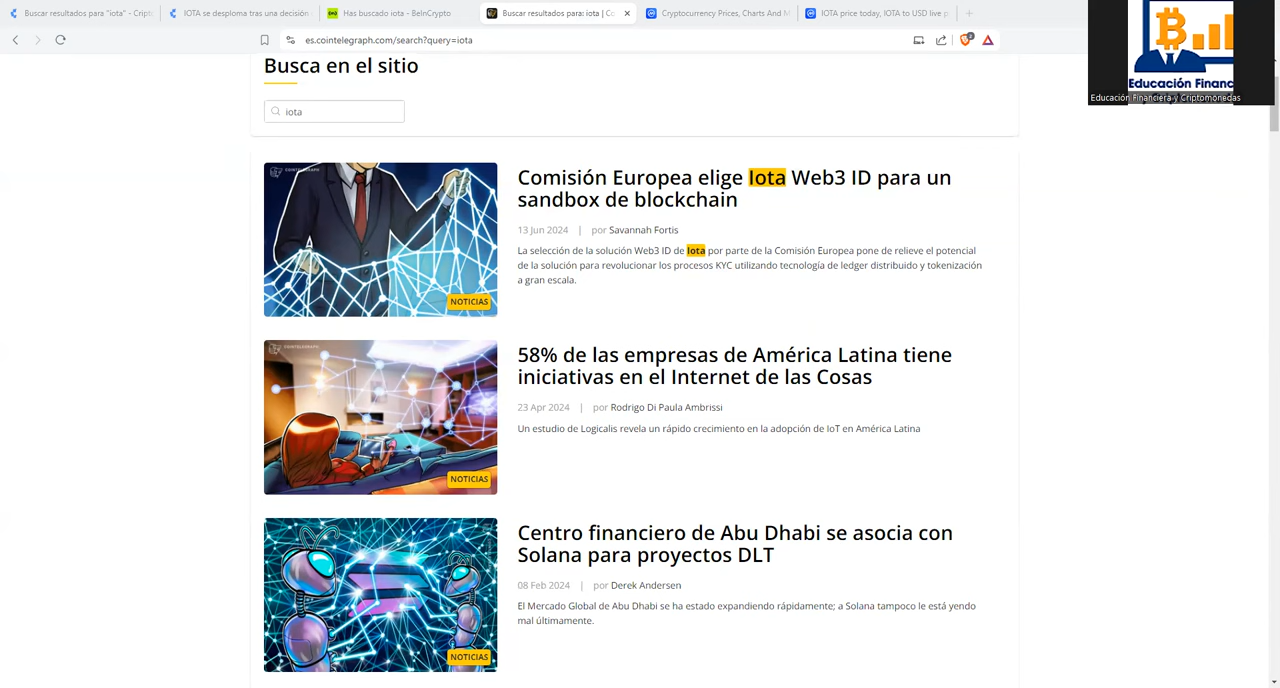 Buscar resultados para "iota" - Cript
IOTA se desploma tras una decisión
Has buscado iota - BeInCrypto
Buscar resultados para: iota | Co
Cryptocurrency Prices, Charts And M
IOTA price today, IOTA to USD live p
es.cointelegraph.com/search?query=iota
2
Educación Financ
Educación Financiera y Criptomonedas
Busca en el sitio
iota
COINTELEGRAPH
NOTICIAS
Comisión Europea elige Iota Web3 ID para un
sandbox de blockchain
13 Jun 2024 | por Savannah Fortis
La selección de la solución Web3 ID de Iota por parte de la Comisión Europea pone de relieve el potencial
de la solución para revolucionar los procesos KYC utilizando tecnología de ledger distribuido y tokenización
a gran escala.
COINTELEGRAPH
NOTICIAS
58% de las empresas de América Latina tiene
iniciativas en el Internet de las Cosas
23 Apr 2024 | por Rodrigo Di Paula Ambrissi
Un estudio de Logicalis revela un rápido crecimiento en la adopción de IoT en América Latina
NOTICIAS
Centro financiero de Abu Dhabi se asocia con
Solana para proyectos DLT
08 Feb 2024 | por Derek Andersen
El Mercado Global de Abu Dhabi se ha estado expandiendo rápidamente; a Solana tampoco le está yendo
mal últimamente.